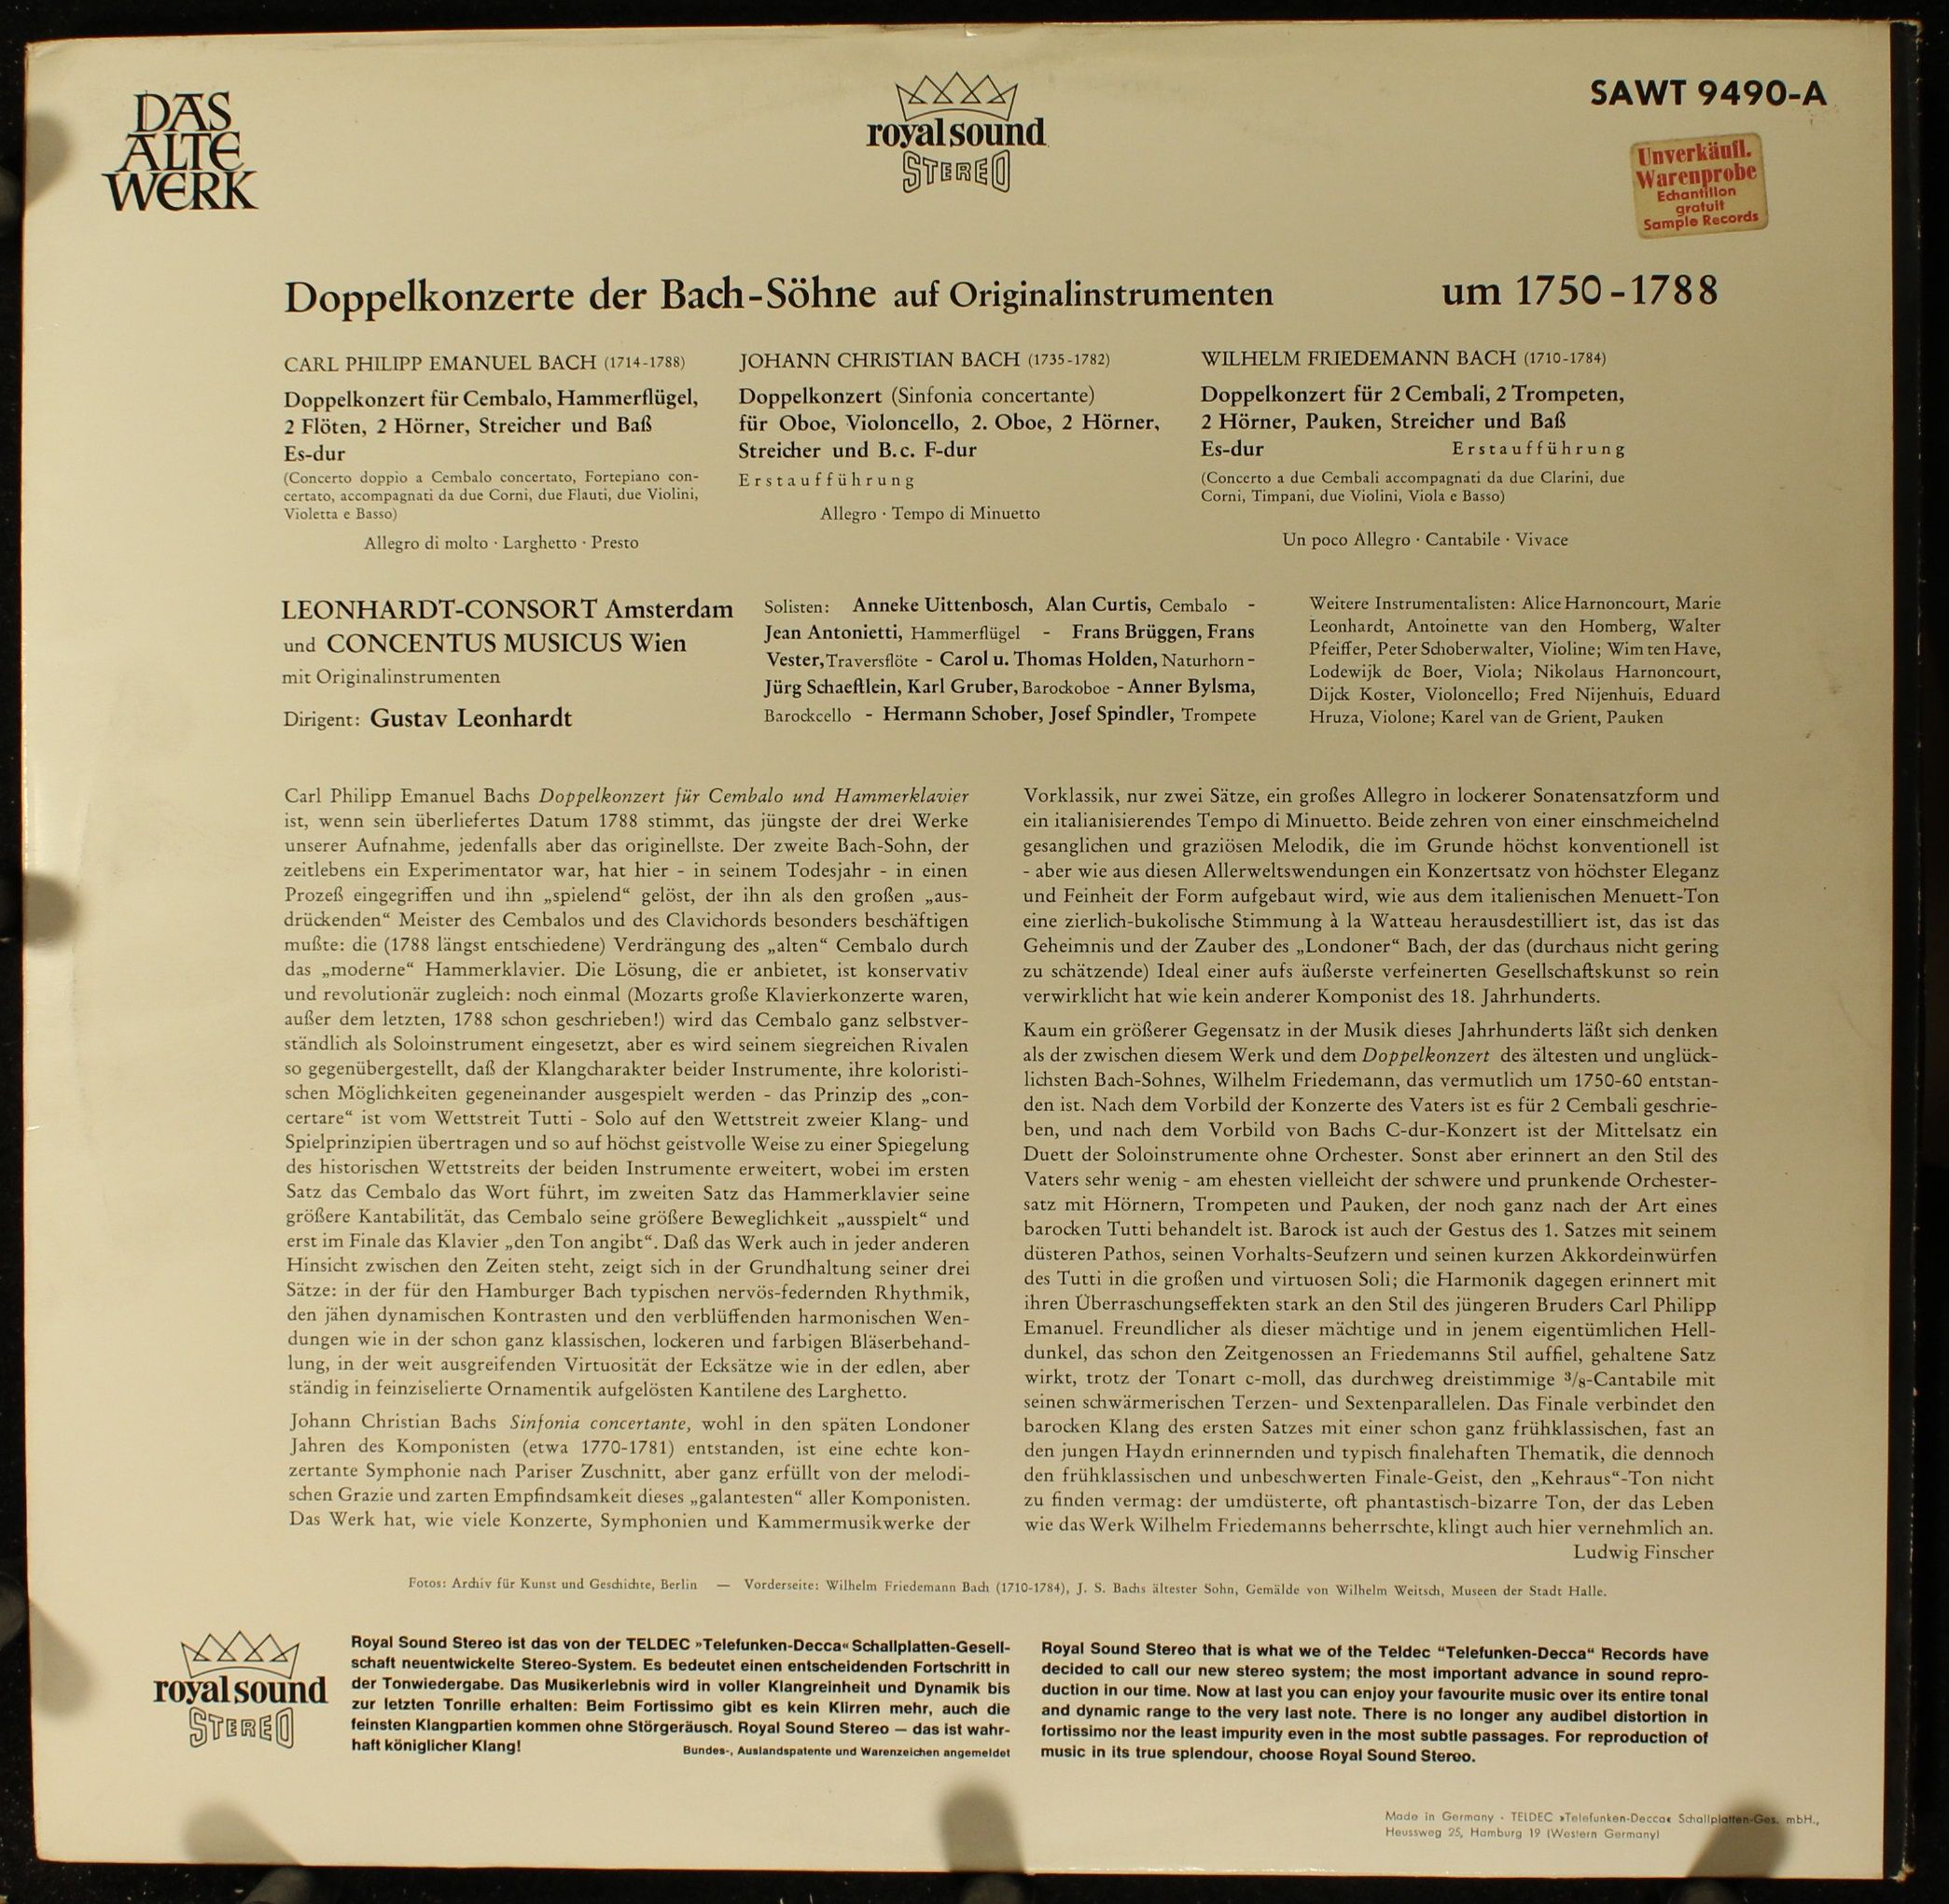 DAS
ALTE
WERK
royal sound
STEREO
SAWT 9490-A
Unverkäufl.
Warenprobe
Echantillon
gratuit
Sample Records
Doppelkonzerte der Bach-Söhne auf Originalinstrumenten um 1750-1788
CARL PHILIPP EMANUEL BACH (1714-1788)
Doppelkonzert für Cembalo, Hammerflügel,
2 Flöten, 2 Hörner, Streicher und Baß
Es-dur
(Concerto doppio a Cembalo concertato, Fortepiano con-
certato, accompagnati da due Corni, due Flauti, due Violini,
Violetta e Basso)
Allegro di molto · Larghetto · Presto
JOHANN CHRISTIAN BACH (1735-1782)
Doppelkonzert (Sinfonia concertante)
für Oboe, Violoncello, 2. Oboe, 2 Hörner,
Streicher und B.c. F-dur
Erstaufführung
Allegro · Tempo di Minuetto
WILHELM FRIEDEMANN BACH (1710-1784)
Doppelkonzert für 2 Cembali, 2 Trompeten,
2 Hörner, Pauken, Streicher und Baß
Es-dur Erstaufführung
(Concerto a due Cembali accompagnati da due Clarini, due
Corni, Timpani, due Violini, Viola e Basso)
Un poco Allegro · Cantabile · Vivace
LEONHARDT-CONSORT Amsterdam
und CONCENTUS MUSICUS Wien
mit Originalinstrumenten
Dirigent: Gustav Leonhardt
Solisten: Anneke Uittenbosch, Alan Curtis, Cembalo -
Jean Antonietti, Hammerflügel - Frans Brüggen, Frans
Vester, Traversflöte - Carol u. Thomas Holden, Naturhorn -
Jürg Schaeftlein, Karl Gruber, Barockoboe - Anner Bylsma,
Barockcello - Hermann Schober, Josef Spindler, Trompete
Weitere Instrumentalisten: Alice Harnoncourt, Marie
Leonhardt, Antoinette van den Homberg, Walter
Pfeiffer, Peter Schoberwalter, Violine; Wim ten Have,
Lodewijk de Boer, Viola; Nikolaus Harnoncourt,
Dijck Koster, Violoncello; Fred Nijenhuis, Eduard
Hruza, Violone; Karel van de Grient, Pauken
Carl Philipp Emanuel Bachs Doppelkonzert für Cembalo und Hammerklavier
ist, wenn sein überliefertes Datum 1788 stimmt, das jüngste der drei Werke
unserer Aufnahme, jedenfalls aber das originellste. Der zweite Bach-Sohn, der
zeitlebens ein Experimentator war, hat hier - in seinem Todesjahr - in einen
Prozeß eingegriffen und ihn „spielend“ gelöst, der ihn als den großen „aus-
drückenden“ Meister des Cembalos und des Clavichords besonders beschäftigen
mußte: die (1788 längst entschiedene) Verdrängung des „alten“ Cembalo durch
das „moderne“ Hammerklavier. Die Lösung, die er anbietet, ist konservativ
und revolutionär zugleich: noch einmal (Mozarts große Klavierkonzerte waren,
außer dem letzten, 1788 schon geschrieben!) wird das Cembalo ganz selbstver-
ständlich als Soloinstrument eingesetzt, aber es wird seinem siegreichen Rivalen
so gegenübergestellt, daß der Klangcharakter beider Instrumente, ihre koloristi-
schen Möglichkeiten gegeneinander ausgespielt werden - das Prinzip des „con-
certare“ ist vom Wettstreit Tutti - Solo auf den Wettstreit zweier Klang- und
Spielprinzipien übertragen und so auf höchst geistvolle Weise zu einer Spiegelung
des historischen Wettstreits der beiden Instrumente erweitert, wobei im ersten
Satz das Cembalo das Wort führt, im zweiten Satz das Hammerklavier seine
größere Kantabilität, das Cembalo seine größere Beweglichkeit „ausspielt“ und
erst im Finale das Klavier „den Ton angibt“. Daß das Werk auch in jeder anderen
Hinsicht zwischen den Zeiten steht, zeigt sich in der Grundhaltung seiner drei
Sätze: in der für den Hamburger Bach typischen nervös-federnden Rhythmik,
den jähen dynamischen Kontrasten und den verblüffenden harmonischen Wen-
dungen wie in der schon ganz klassischen, lockeren und farbigen Bläserbehand-
lung, in der weit ausgreifenden Virtuosität der Ecksätze wie in der edlen, aber
ständig in feinziselierte Ornamentik aufgelösten Kantilene des Larghetto.
Johann Christian Bachs Sinfonia concertante, wohl in den späten Londoner
Jahren des Komponisten (etwa 1770-1781) entstanden, ist eine echte kon-
zertante Symphonie nach Pariser Zuschnitt, aber ganz erfüllt von der melodi-
schen Grazie und zarten Empfindsamkeit dieses „galantesten“ aller Komponisten.
Das Werk hat, wie viele Konzerte, Symphonien und Kammermusikwerke der
Vorklassik, nur zwei Sätze, ein großes Allegro in lockerer Sonatensatzform und
ein italianisierendes Tempo di Minuetto. Beide zehren von einer einschmeichelnd
gesanglichen und graziösen Melodik, die im Grunde höchst konventionell ist
- aber wie aus diesen Allerweltswendungen ein Konzertsatz von höchster Eleganz
und Feinheit der Form aufgebaut wird, wie aus dem italienischen Menuett-Ton
eine zierlich-bukolische Stimmung à la Watteau herausdestilliert ist, das ist das
Geheimnis und der Zauber des „Londoner“ Bach, der das (durchaus nicht gering
zu schätzende) Ideal einer aufs äußerste verfeinerten Gesellschaftskunst so rein
verwirklicht hat wie kein anderer Komponist des 18. Jahrhunderts.
Kaum ein größerer Gegensatz in der Musik dieses Jahrhunderts läßt sich denken
als der zwischen diesem Werk und dem Doppelkonzert des ältesten und unglück-
lichsten Bach-Sohnes, Wilhelm Friedemann, das vermutlich um 1750-60 entstan-
den ist. Nach dem Vorbild der Konzerte des Vaters ist es für 2 Cembali geschrie-
ben, und nach dem Vorbild von Bachs C-dur-Konzert ist der Mittelsatz ein
Duett der Soloinstrumente ohne Orchester. Sonst aber erinnert an den Stil des
Vaters sehr wenig - am ehesten vielleicht der schwere und prunkende Orchester-
satz mit Hörnern, Trompeten und Pauken, der noch ganz nach der Art eines
barocken Tutti behandelt ist. Barock ist auch der Gestus des 1. Satzes mit seinem
düsteren Pathos, seinen Vorhalts-Seufzern und seinen kurzen Akkordeinwürfen
des Tutti in die großen und virtuosen Soli; die Harmonik dagegen erinnert mit
ihren Überraschungseffekten stark an den Stil des jüngeren Bruders Carl Philipp
Emanuel. Freundlicher als dieser mächtige und in jenem eigentümlichen Hell-
dunkel, das schon den Zeitgenossen an Friedemanns Stil auffiel, gehaltene Satz
wirkt, trotz der Tonart c-moll, das durchweg dreistimmige ³/₈-Cantabile mit
seinen schwärmerischen Terzen- und Sextenparallelen. Das Finale verbindet den
barocken Klang des ersten Satzes mit einer schon ganz frühklassischen, fast an
den jungen Haydn erinnernden und typisch finalehaften Thematik, die dennoch
den frühklassischen und unbeschwerten Finale-Geist, den „Kehraus“-Ton nicht
zu finden vermag: der umdüsterte, oft phantastisch-bizarre Ton, der das Leben
wie das Werk Wilhelm Friedemanns beherrschte, klingt auch hier vernehmlich an.
Ludwig Finscher
Fotos: Archiv für Kunst und Geschichte, Berlin — Vorderseite: Wilhelm Friedemann Bach (1710-1784), J. S. Bachs ältester Sohn, Gemälde von Wilhelm Weitsch, Museen der Stadt Halle.
royal sound
STEREO
Royal Sound Stereo ist das von der TELDEC »Telefunken-Decca« Schallplatten-Gesell-
schaft neuentwickelte Stereo-System. Es bedeutet einen entscheidenden Fortschritt in
der Tonwiedergabe. Das Musikerlebnis wird in voller Klangreinheit und Dynamik bis
zur letzten Tonrille erhalten: Beim Fortissimo gibt es kein Klirren mehr, auch die
feinsten Klangpartien kommen ohne Störgeräusch. Royal Sound Stereo — das ist wahr-
haft königlicher Klang! Bundes-, Auslandspatente und Warenzeichen angemeldet
Royal Sound Stereo that is what we of the Teldec “Telefunken-Decca“ Records have
decided to call our new stereo system; the most important advance in sound repro-
duction in our time. Now at last you can enjoy your favourite music over its entire tonal
and dynamic range to the very last note. There is no longer any audibel distortion in
fortissimo nor the least impurity even in the most subtle passages. For reproduction of
music in its true splendour, choose Royal Sound Stereo.
Made in Germany · TELDEC »Telefunken-Decca« Schallplatten-Ges. mbH.,
Heussweg 25, Hamburg 19 (Western Germany)